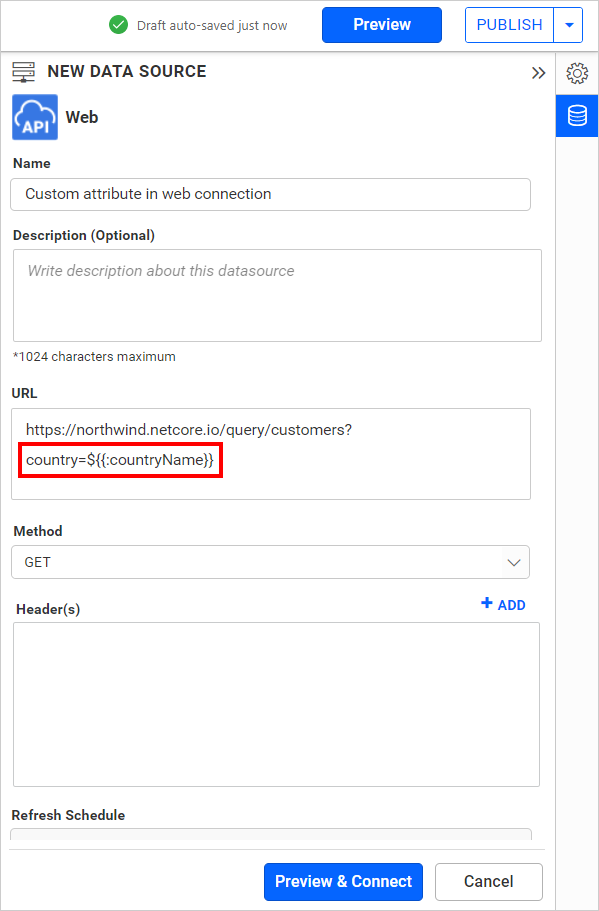 Draft auto-saved just now
Preview
PUBLISH
NEW DATA SOURCE
API
Web
Name
Custom attribute in web connection
Description (Optional)
Write description about this datasource
*1024 characters maximum
URL
https://northwind.netcore.io/query/customers?
country=${{:countryName}}
Method
GET
Header(s)
+ ADD
Refresh Schedule
Preview & Connect
Cancel